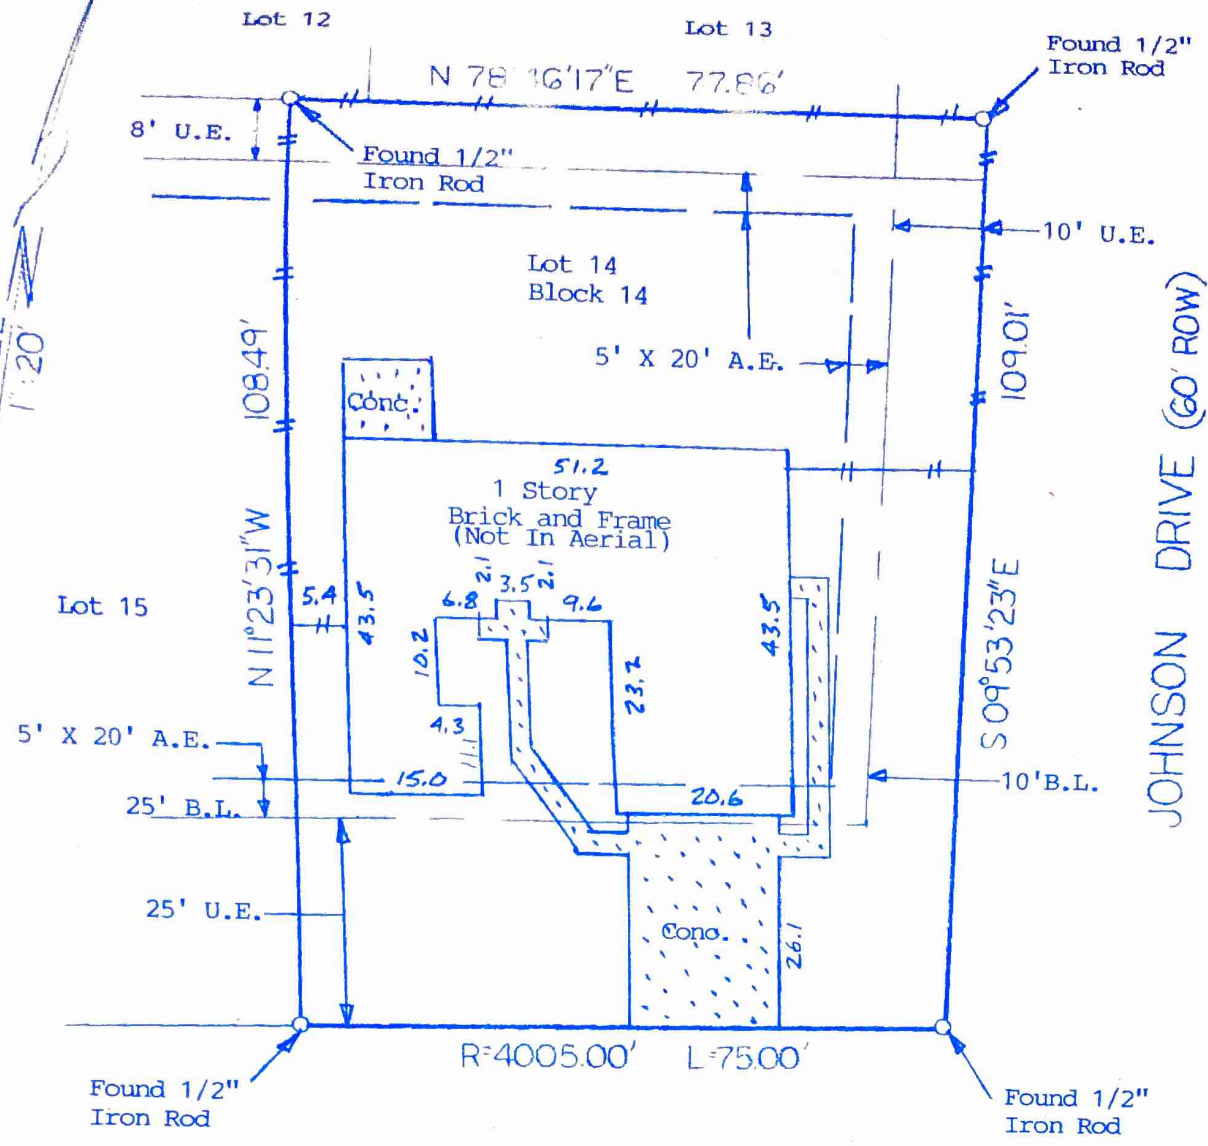 Lot 12
Lot 13
Found 1/2"
Iron Rod
N 78 16'17"E 77.86'
8' U.E.
Found 1/2"
Iron Rod
10' U.E.
Lot 14
Block 14
1":20'
N
108.49'
5' X 20' A.E.
109.01'
JOHNSON DRIVE (60' ROW)
Conc.
51.2
1 Story
Brick and Frame
(Not In Aerial)
N 11°23'31"W
Lot 15
5.4
43.5
6.8
2.1
3.5
2.1
9.6
43.5
S 09°53'23"E
10.2
23.2
4.3
11.1
5' X 20' A.E.
15.0
20.6
10'B.L.
25' B.L.
25' U.E.
Conc.
26.1
R=4005.00' L=75.00'
Found 1/2"
Iron Rod
Found 1/2"
Iron Rod